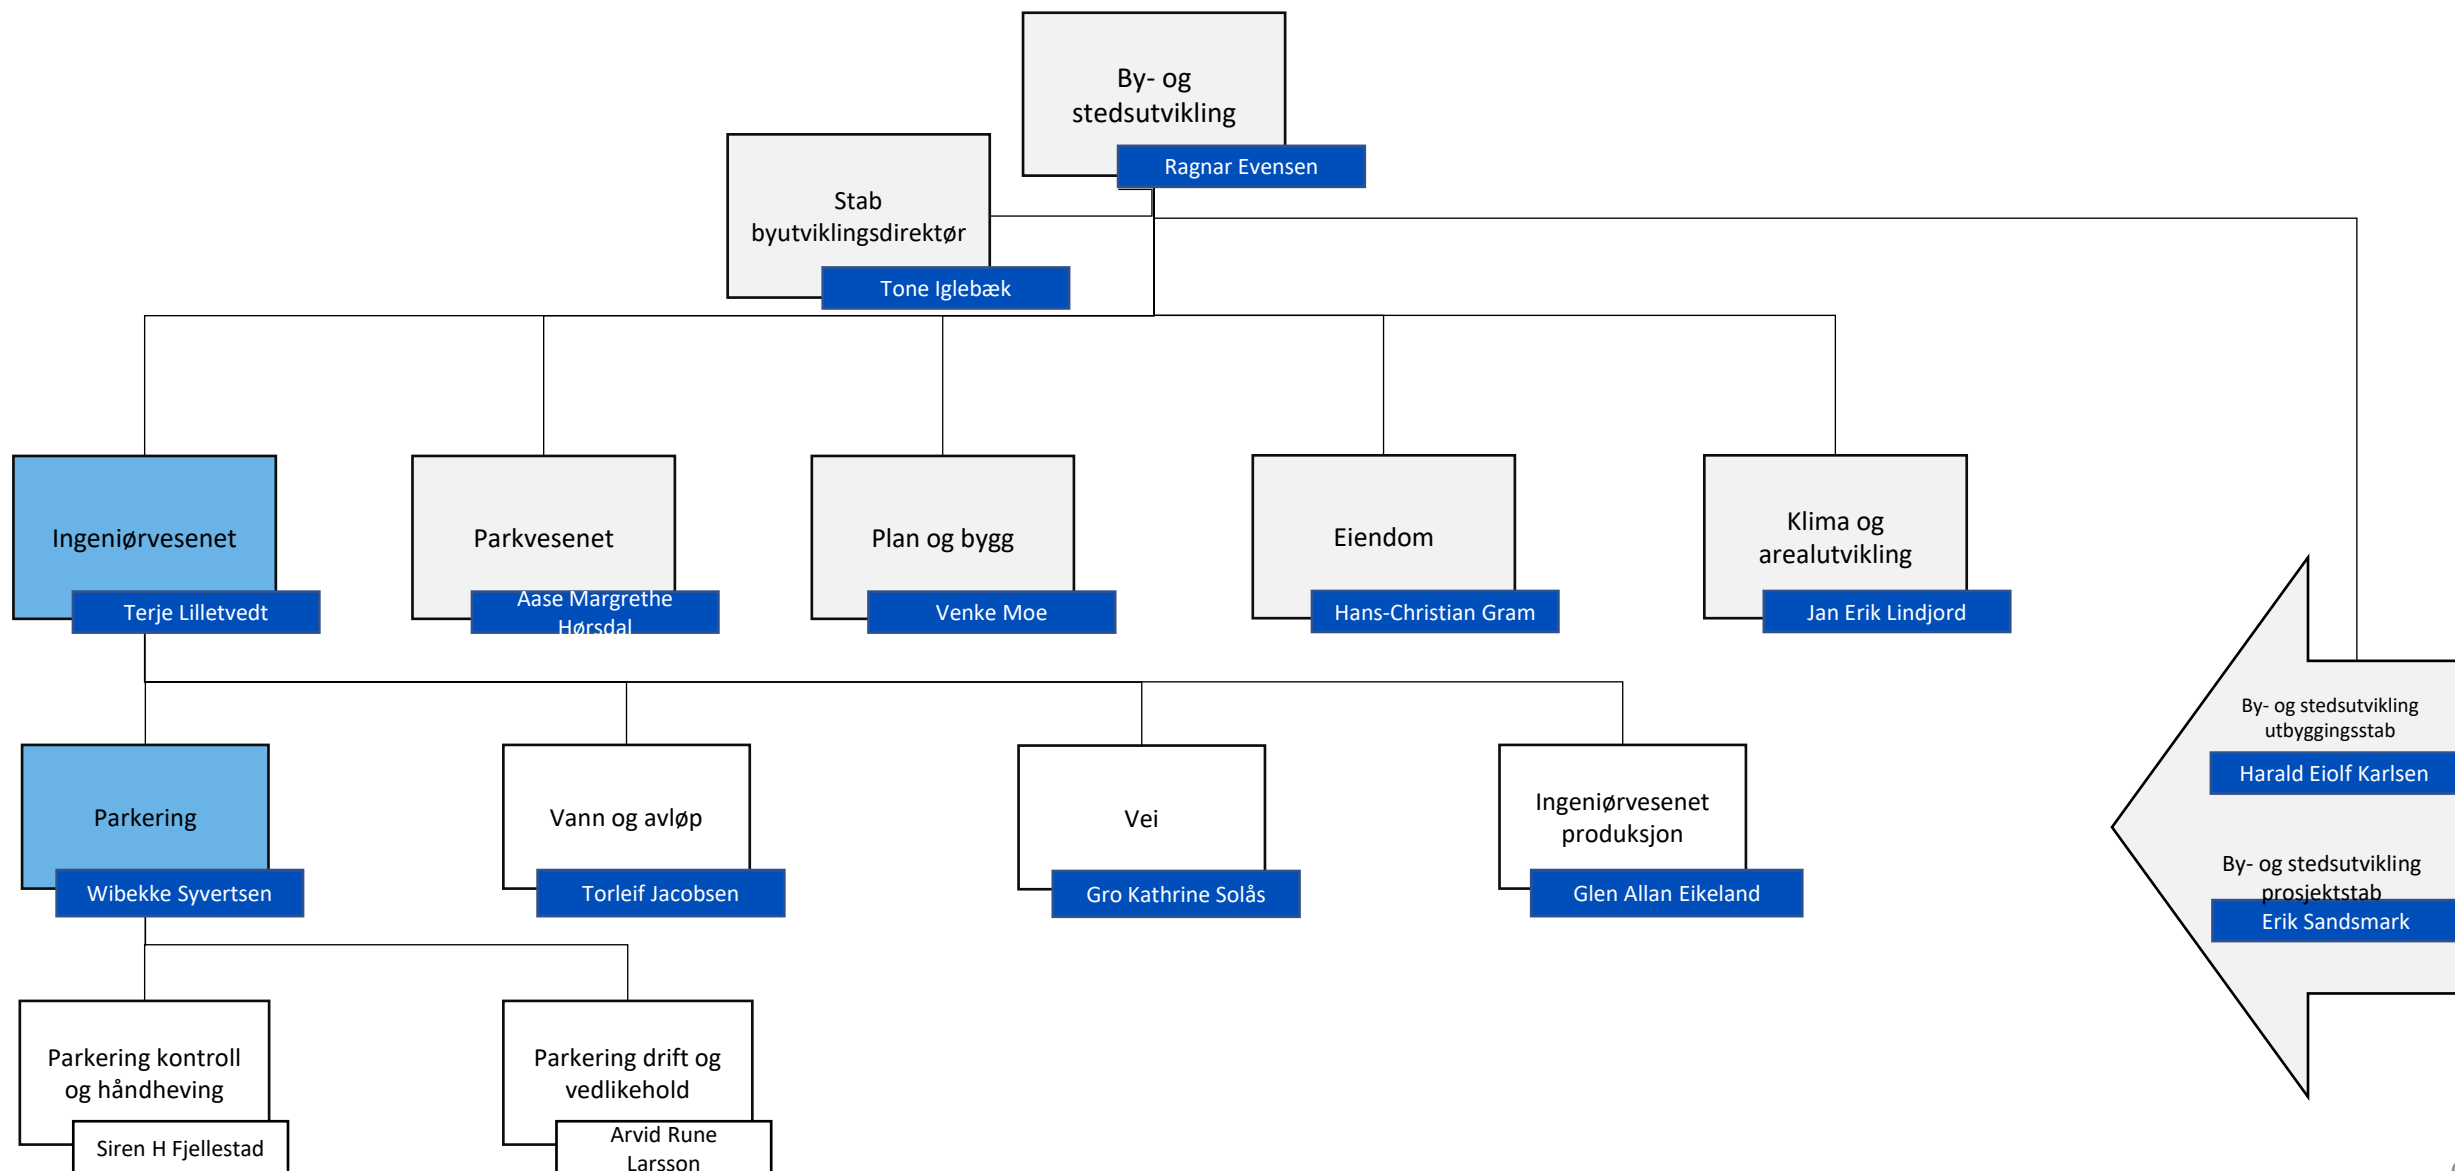 By- og
stedsutvikling
Ragnar Evensen
Stab
byutviklingsdirektør
Tone Iglebæk
Ingeniørvesenet
Terje Lilletvedt
Parkvesenet
Aase Margrethe
Hørsdal
Plan og bygg
Venke Moe
Eiendom
Hans-Christian Gram
Klima og
arealutvikling
Jan Erik Lindjord
By- og stedsutvikling
utbyggingsstab
Harald Eiolf Karlsen
By- og stedsutvikling
prosjektstab
Erik Sandsmark
Parkering
Wibekke Syvertsen
Vann og avløp
Torleif Jacobsen
Vei
Gro Kathrine Solås
Ingeniørvesenet
produksjon
Glen Allan Eikeland
Parkering kontroll
og håndheving
Siren H Fjellestad
Parkering drift og
vedlikehold
Arvid Rune
Larsson